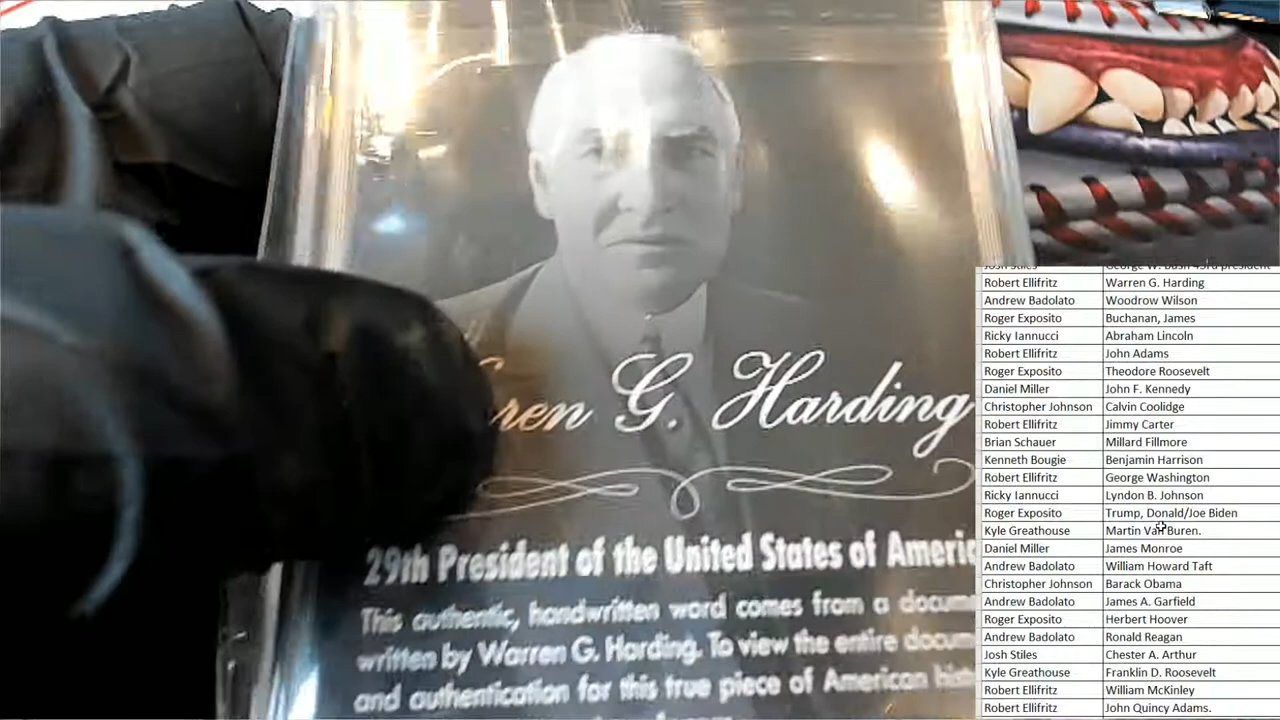 ren G. Harding
29th President of the United States of Americ
This authentic, handwritten word comes from a docum
written by Warren G. Harding. To view the entire docum
and authentication for this true piece of American hist
Josh Stiles George W. Bush 43rd president
Robert Ellifritz Warren G. Harding
Andrew Badolato Woodrow Wilson
Roger Exposito Buchanan, James
Ricky Iannucci Abraham Lincoln
Robert Ellifritz John Adams
Roger Exposito Theodore Roosevelt
Daniel Miller John F. Kennedy
Christopher Johnson Calvin Coolidge
Robert Ellifritz Jimmy Carter
Brian Schauer Millard Fillmore
Kenneth Bougie Benjamin Harrison
Robert Ellifritz George Washington
Ricky Iannucci Lyndon B. Johnson
Roger Exposito Trump, Donald/Joe Biden
Kyle Greathouse Martin Van Buren.
Daniel Miller James Monroe
Andrew Badolato William Howard Taft
Christopher Johnson Barack Obama
Andrew Badolato James A. Garfield
Roger Exposito Herbert Hoover
Andrew Badolato Ronald Reagan
Josh Stiles Chester A. Arthur
Kyle Greathouse Franklin D. Roosevelt
Robert Ellifritz William McKinley
Robert Ellifritz John Quincy Adams.